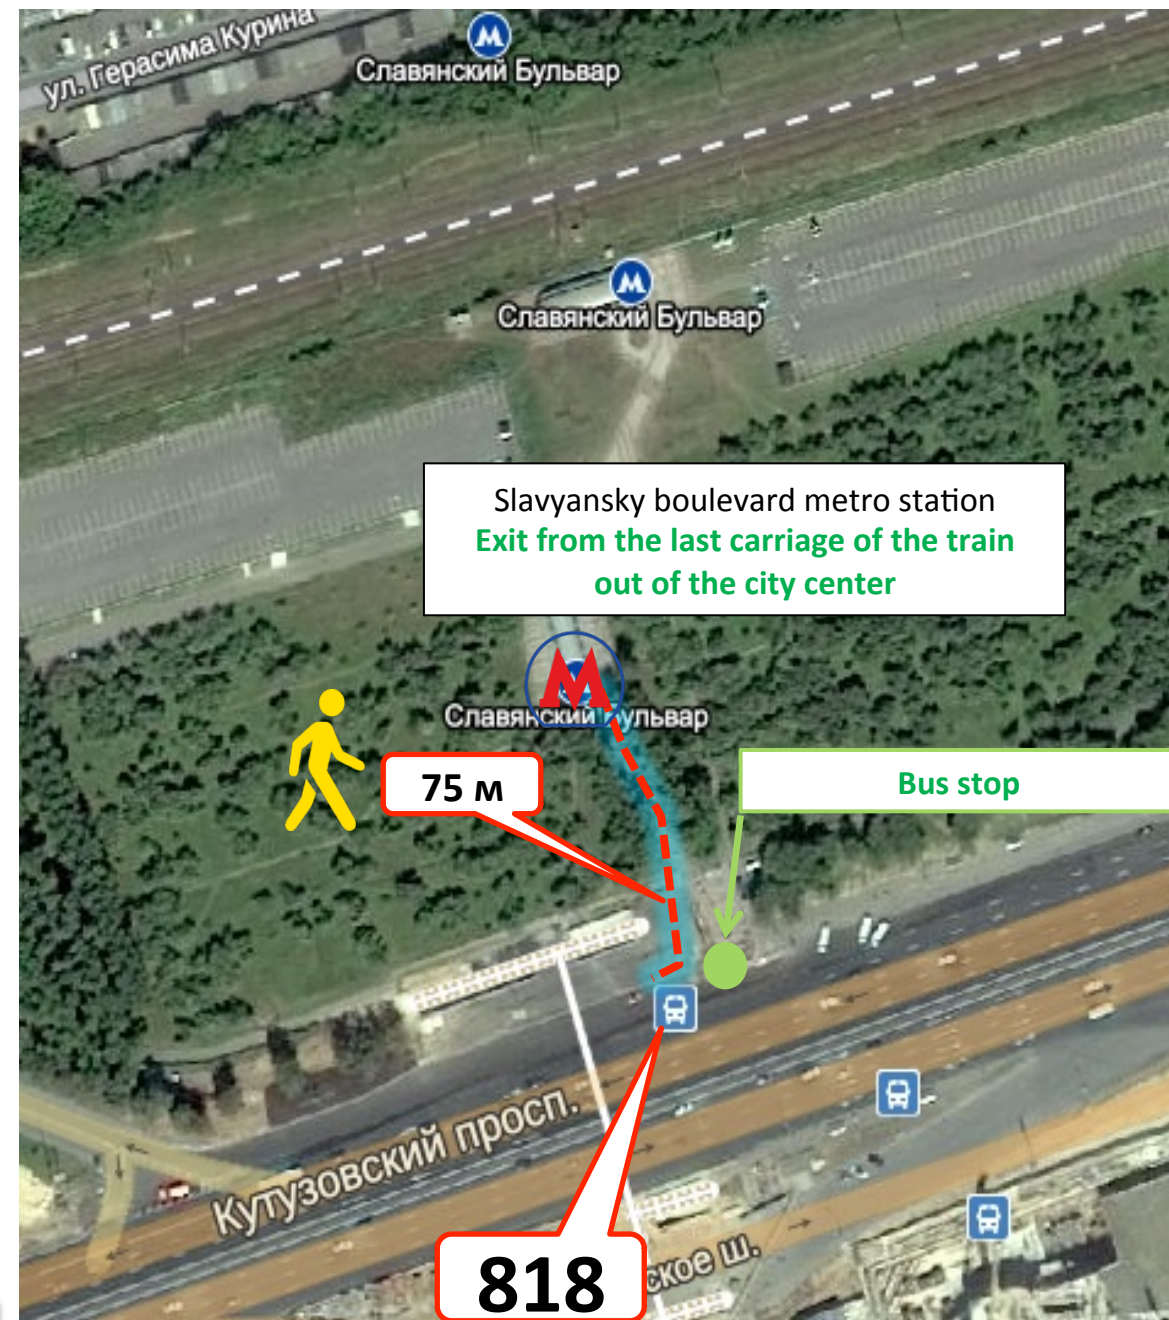 ул. Герасима Курина
Славянский Бульвар
Славянский Бульвар
Slavyansky boulevard metro station
Exit from the last carriage of the train
out of the city center
М
Славянский Бульвар
75 м
Bus stop
Кутузовский просп.
818
ское ш.